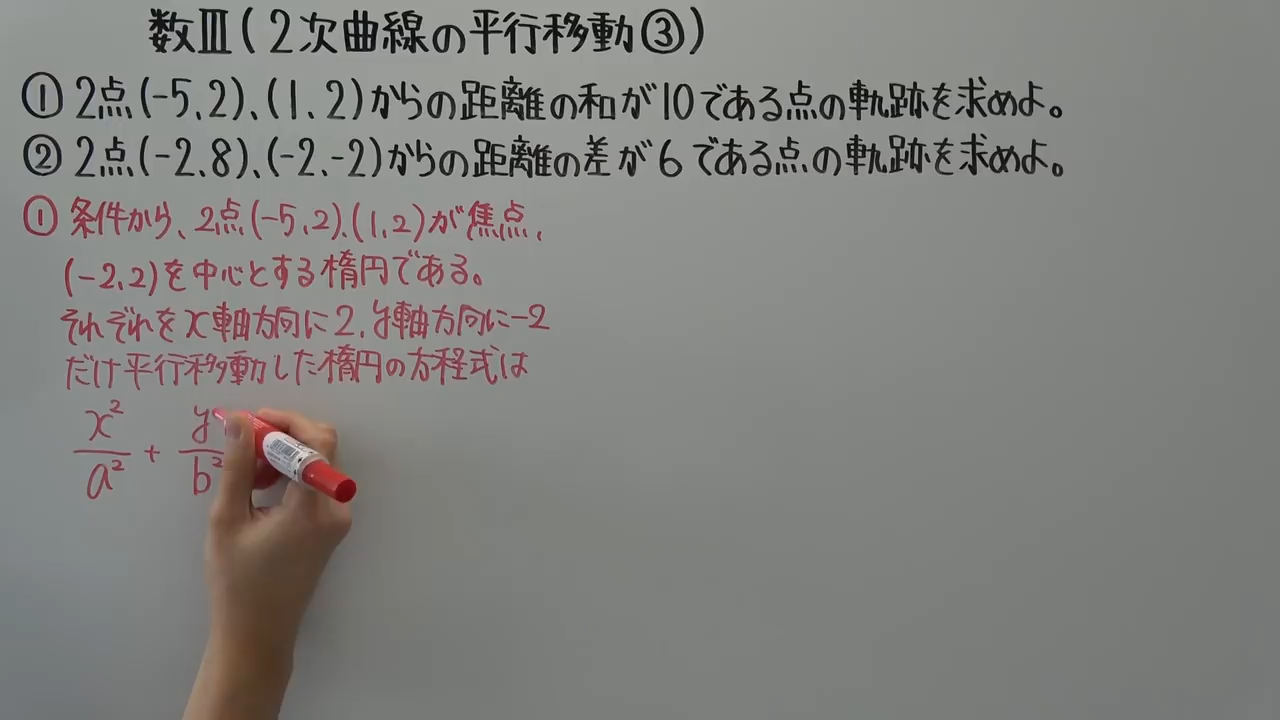 数Ⅲ(2次曲線の平行移動③)
① 2点(-5、2)、(1、2)からの距離の和が10である点の軌跡を求めよ。
② 2点(-2、8)、(-2、-2)からの距離の差が6である点の軌跡を求めよ。
① 条件から、2点(-5、2)、(1、2)が焦点、
(-2、2)を中心とする楕円である。
それぞれをx軸方向に2、y軸方向に-2
だけ平行移動した楕円の方程式は
x²/a² + y²/b²